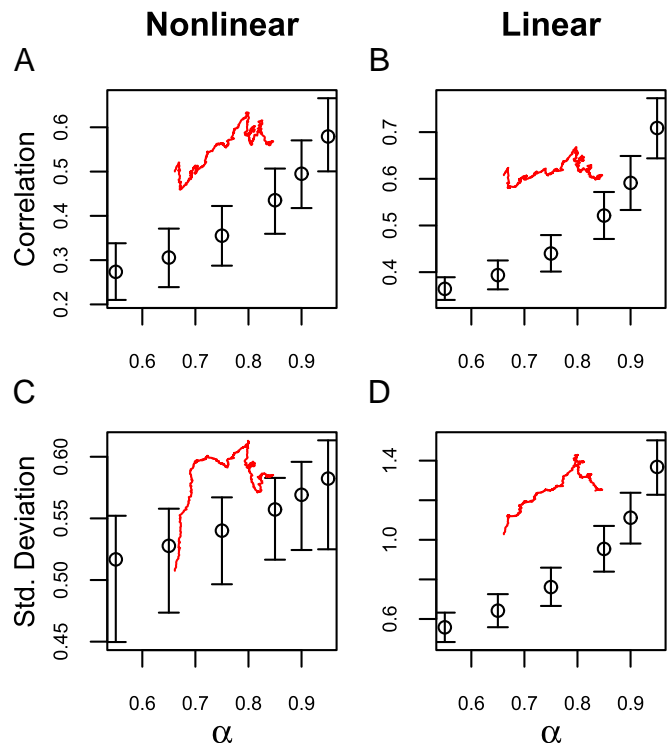 Nonlinear Linear
A B
Correlation
0.2 0.3 0.4 0.5 0.6
0.4 0.5 0.6 0.7
0.6 0.7 0.8 0.9
0.6 0.7 0.8 0.9
C D
Std. Deviation
0.45 0.50 0.55 0.60
0.6 1.0 1.4
0.6 0.7 0.8 0.9
0.6 0.7 0.8 0.9
α α